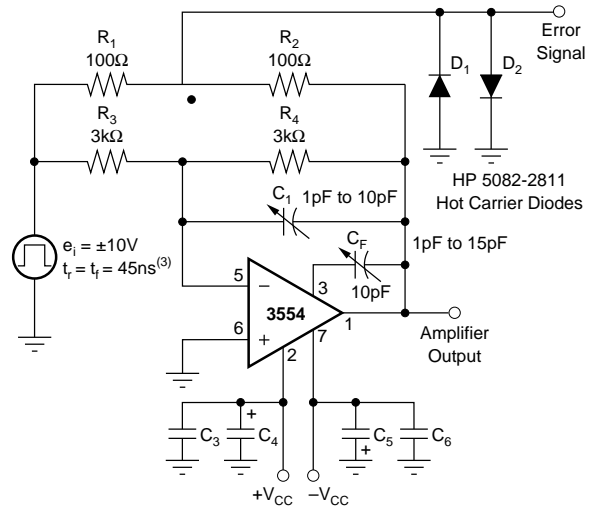 Error
Signal
R1
100Ω
R2
100Ω
D1
D2
R3
3kΩ
R4
3kΩ
HP 5082-2811
Hot Carrier Diodes
C1
1pF to 10pF
ei = ±10V
tr = tf = 45ns(3)
CF
1pF to 15pF
10pF
5
−
3
3554
1
6
+
2
7
Amplifier
Output
C3
+
C4
C5
+
C6
+VCC
−VCC